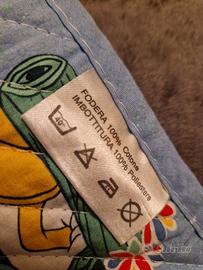 FODERA 100% Cotone
IMBOTTITURA 100% Poliestere
40°